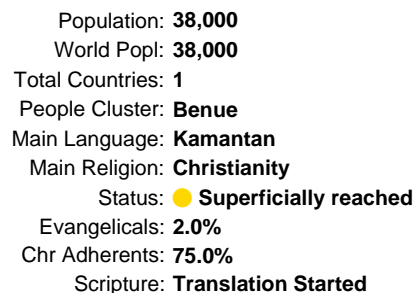 Population: 38,000
World Popl: 38,000
Total Countries: 1
People Cluster: Benue
Main Language: Kamantan
Main Religion: Christianity
Status: Superficially reached
Evangelicals: 2.0%
Chr Adherents: 75.0%
Scripture: Translation Started